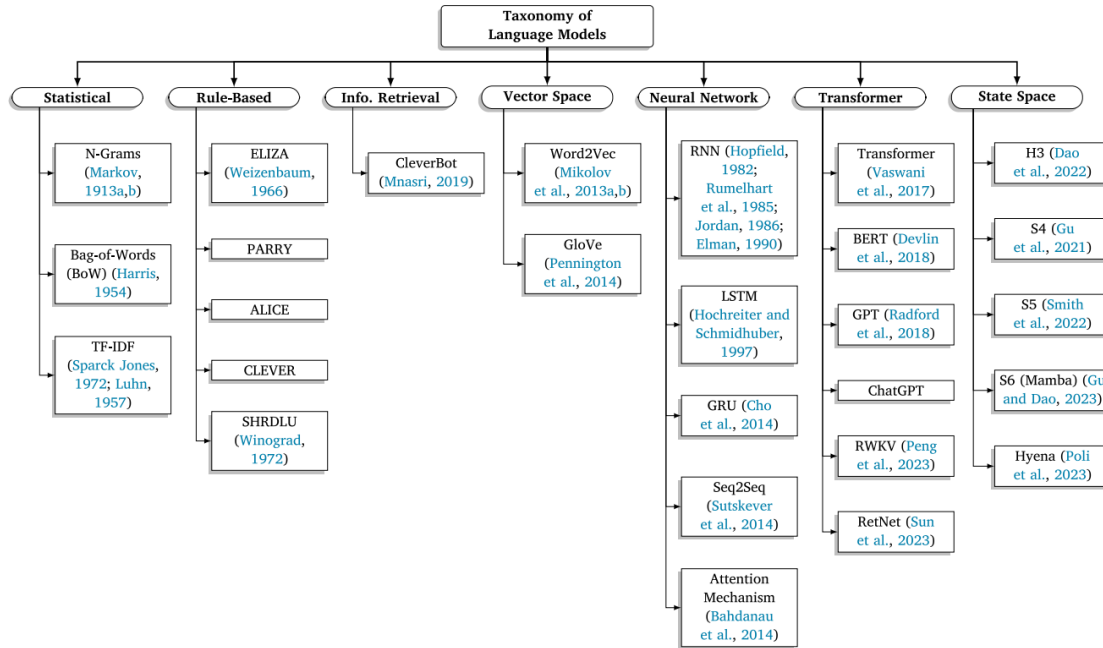 Taxonomy of
Language Models
Statistical
Rule-Based
Info. Retrieval
Vector Space
Neural Network
Transformer
State Space
N-Grams
(Markov,
1913a,b)
Bag-of-Words
(BoW) (Harris,
1954)
TF-IDF
(Sparck Jones,
1972; Luhn,
1957)
ELIZA
(Weizenbaum,
1966)
PARRY
ALICE
CLEVER
SHRDLU
(Winograd,
1972)
CleverBot
(Mnasri, 2019)
Word2Vec
(Mikolov
et al., 2013a,b)
GloVe
(Pennington
et al., 2014)
RNN (Hopfield,
1982;
Rumelhart
et al., 1985;
Jordan, 1986;
Elman, 1990)
LSTM
(Hochreiter and
Schmidhuber,
1997)
GRU (Cho
et al., 2014)
Seq2Seq
(Sutskever
et al., 2014)
Attention
Mechanism
(Bahdanau
et al., 2014)
Transformer
(Vaswani
et al., 2017)
BERT (Devlin
et al., 2018)
GPT (Radford
et al., 2018)
ChatGPT
RWKV (Peng
et al., 2023)
RetNet (Sun
et al., 2023)
H3 (Dao
et al., 2022)
S4 (Gu
et al., 2021)
S5 (Smith
et al., 2022)
S6 (Mamba) (Gu
and Dao, 2023)
Hyena (Poli
et al., 2023)